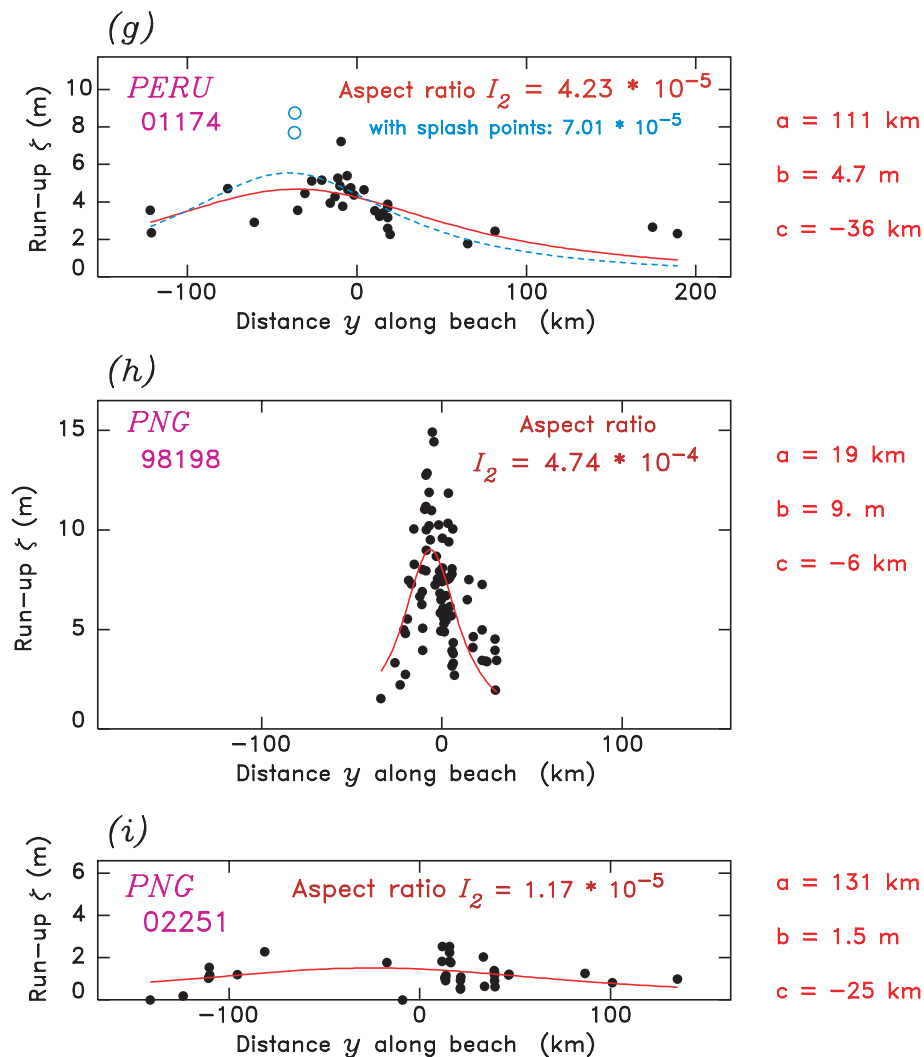 (g)
PERU
01174
Aspect ratio I₂ = 4.23 * 10⁻⁵
with splash points: 7.01 * 10⁻⁵
a = 111 km
b = 4.7 m
c = −36 km
Run−up ζ (m)
10
8
6
4
2
0
−100
0
100
200
Distance y along beach (km)
(h)
PNG
98198
Aspect ratio
I₂ = 4.74 * 10⁻⁴
a = 19 km
b = 9. m
c = −6 km
Run−up ζ (m)
15
10
5
0
−100
0
100
Distance y along beach (km)
(i)
PNG
02251
Aspect ratio I₂ = 1.17 * 10⁻⁵
a = 131 km
b = 1.5 m
c = −25 km
Run−up ζ (m)
6
4
2
0
−100
0
100
Distance y along beach (km)